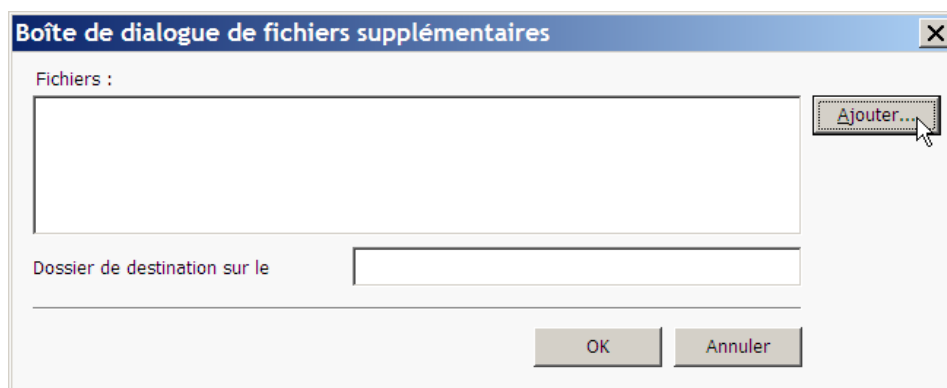 Boîte de dialogue de fichiers supplémentaires
Fichiers :
Ajouter...
Dossier de destination sur le
OK
Annuler